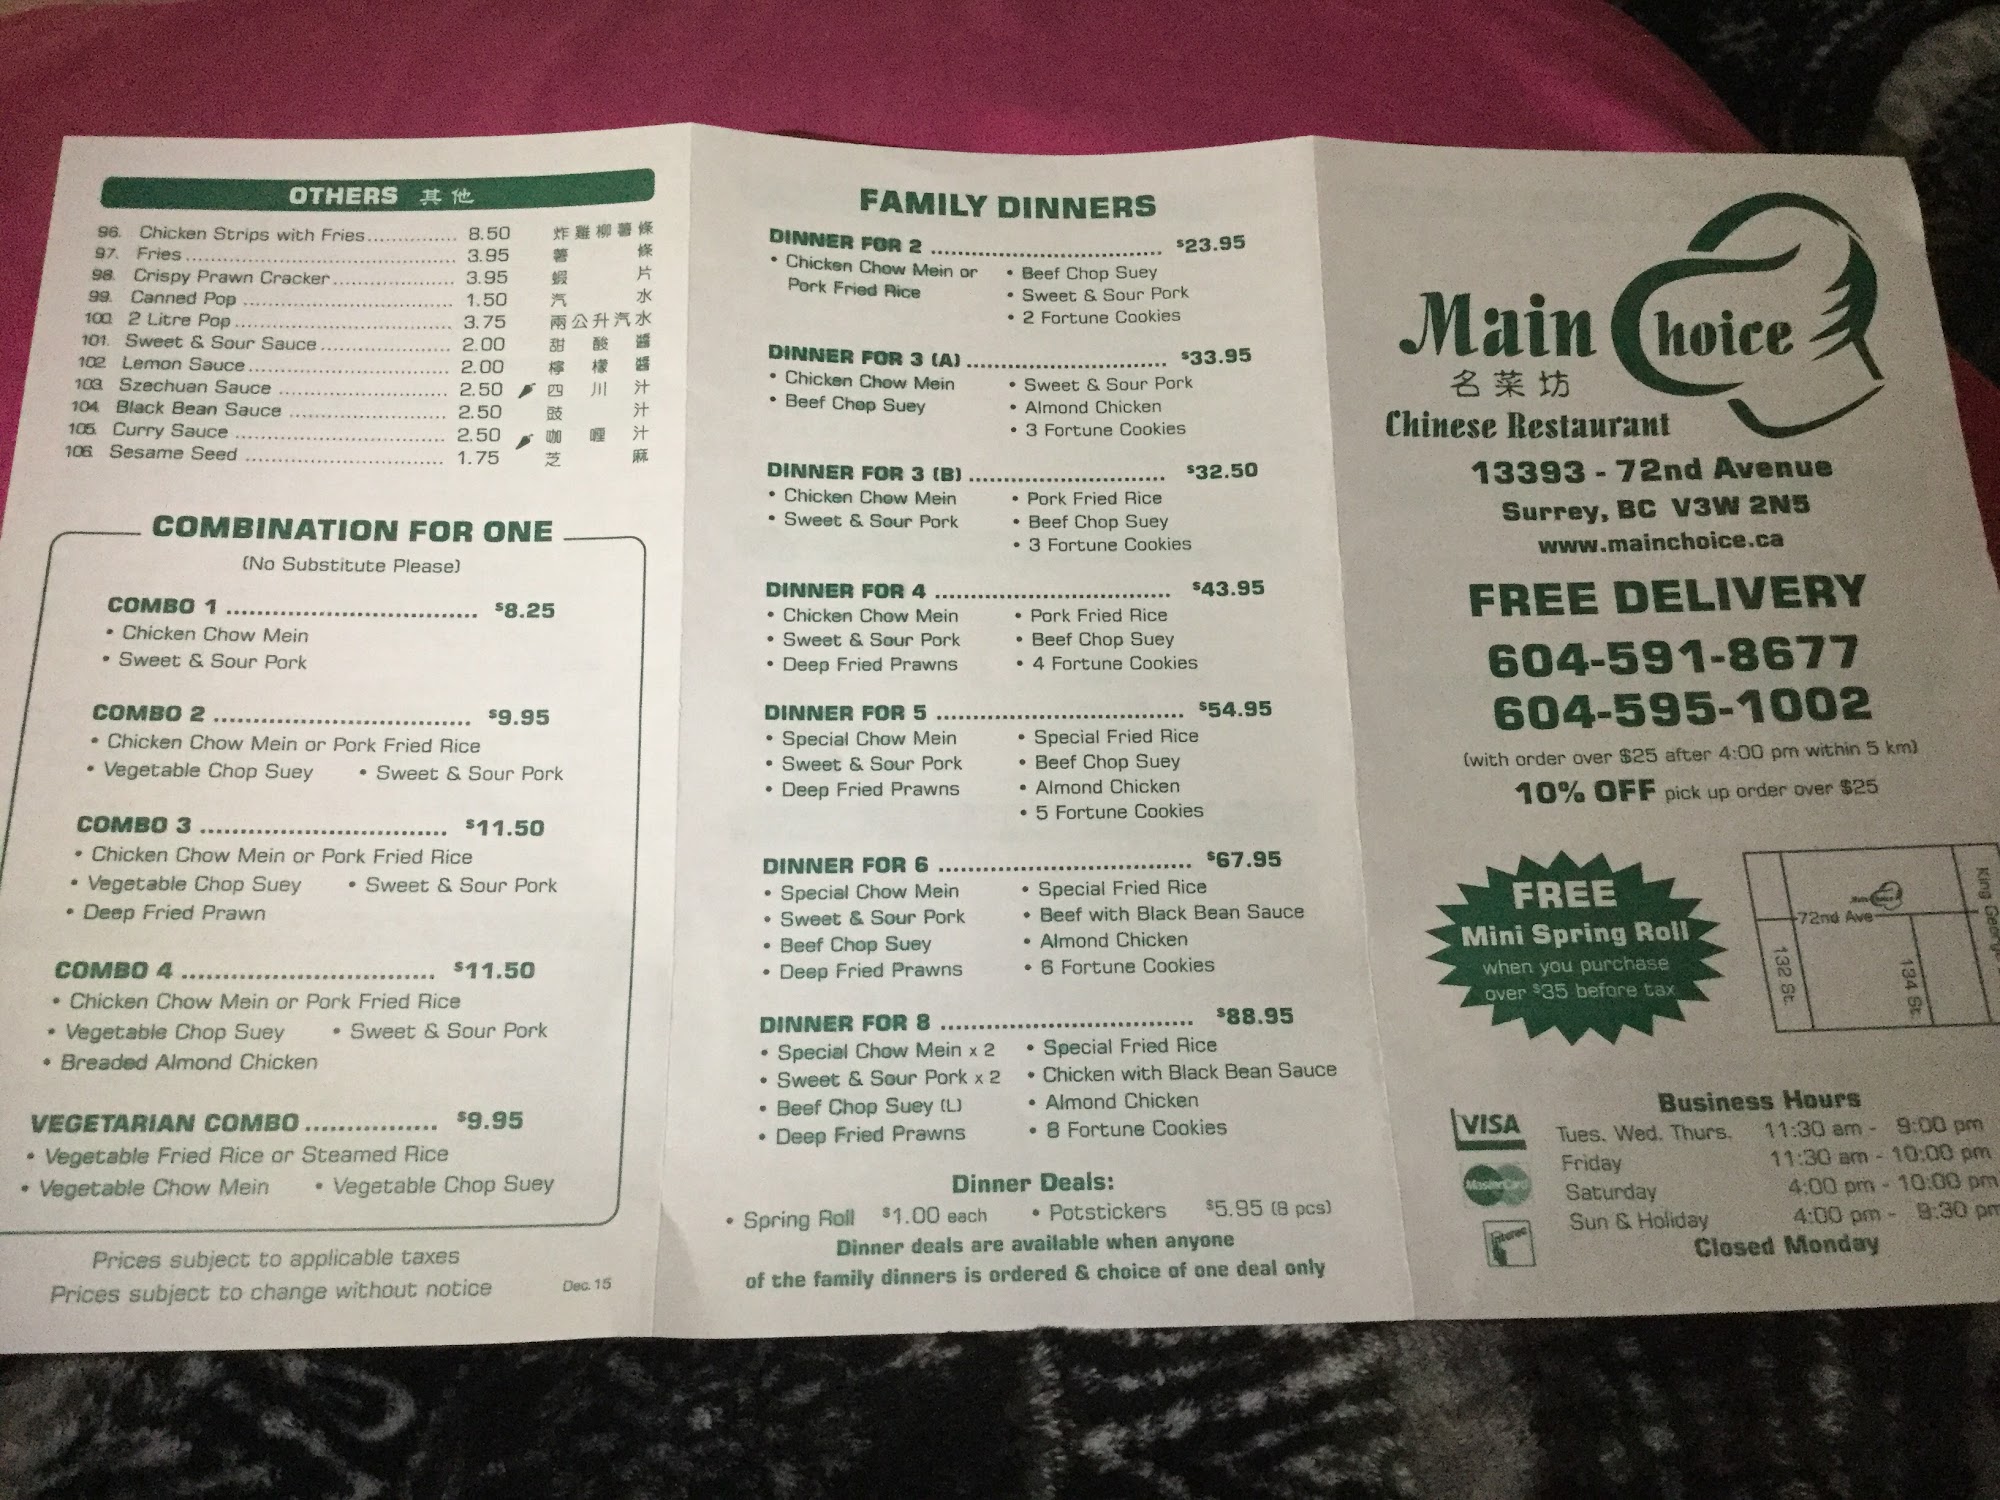 OTHERS 其他
96. Chicken Strips with Fries 8.50 炸雞柳薯條
97. Fries 3.95 薯條
98. Crispy Prawn Cracker 3.95 蝦片
99. Canned Pop 1.50 汽水
100. 2 Litre Pop 3.75 兩公升汽水
101. Sweet & Sour Sauce 2.00 甜酸醬
102. Lemon Sauce 2.00 檸檬醬
103. Szechuan Sauce 2.50 四川汁
104. Black Bean Sauce 2.50 豉汁
105. Curry Sauce 2.50 咖喱汁
106. Sesame Seed 1.75 芝麻
COMBINATION FOR ONE
(No Substitute Please)
COMBO 1 $8.25
• Chicken Chow Mein
• Sweet & Sour Pork
COMBO 2 $9.95
• Chicken Chow Mein or Pork Fried Rice
• Vegetable Chop Suey • Sweet & Sour Pork
COMBO 3 $11.50
• Chicken Chow Mein or Pork Fried Rice
• Vegetable Chop Suey • Sweet & Sour Pork
• Deep Fried Prawn
COMBO 4 $11.50
• Chicken Chow Mein or Pork Fried Rice
• Vegetable Chop Suey • Sweet & Sour Pork
• Breaded Almond Chicken
VEGETARIAN COMBO $9.95
• Vegetable Fried Rice or Steamed Rice
• Vegetable Chow Mein • Vegetable Chop Suey
Prices subject to applicable taxes
Prices subject to change without notice Dec. 15
FAMILY DINNERS
DINNER FOR 2 $23.95
• Chicken Chow Mein or • Beef Chop Suey
Pork Fried Rice • Sweet & Sour Pork
• 2 Fortune Cookies
DINNER FOR 3 (A) $33.95
• Chicken Chow Mein • Sweet & Sour Pork
• Beef Chop Suey • Almond Chicken
• 3 Fortune Cookies
DINNER FOR 3 (B) $32.50
• Chicken Chow Mein • Pork Fried Rice
• Sweet & Sour Pork • Beef Chop Suey
• 3 Fortune Cookies
DINNER FOR 4 $43.95
• Chicken Chow Mein • Pork Fried Rice
• Sweet & Sour Pork • Beef Chop Suey
• Deep Fried Prawns • 4 Fortune Cookies
DINNER FOR 5 $54.95
• Special Chow Mein • Special Fried Rice
• Sweet & Sour Pork • Beef Chop Suey
• Deep Fried Prawns • Almond Chicken
• 5 Fortune Cookies
DINNER FOR 6 $67.95
• Special Chow Mein • Special Fried Rice
• Sweet & Sour Pork • Beef with Black Bean Sauce
• Beef Chop Suey • Almond Chicken
• Deep Fried Prawns • 6 Fortune Cookies
DINNER FOR 8 $88.95
• Special Chow Mein x 2 • Special Fried Rice
• Sweet & Sour Pork x 2 • Chicken with Black Bean Sauce
• Beef Chop Suey (L) • Almond Chicken
• Deep Fried Prawns • 8 Fortune Cookies
Dinner Deals:
• Spring Roll $1.00 each • Potstickers $5.95 (8 pcs)
Dinner deals are available when anyone
of the family dinners is ordered & choice of one deal only
Main Choice
名菜坊
Chinese Restaurant
13393 - 72nd Avenue
Surrey, BC V3W 2N5
www.mainchoice.ca
FREE DELIVERY
604-591-8677
604-595-1002
(with order over $25 after 4:00 pm within 5 km)
10% OFF pick up order over $25
FREE
Mini Spring Roll
when you purchase
over $35 before tax
72nd Ave
132 St.
134 St.
King
Business Hours
VISA
MasterCard
Tues. Wed. Thurs. 11:30 am - 9:00 pm
Friday 11:30 am - 10:00 pm
Saturday 4:00 pm - 10:00 pm
Sun & Holiday 4:00 pm - 9:30 pm
Closed Monday